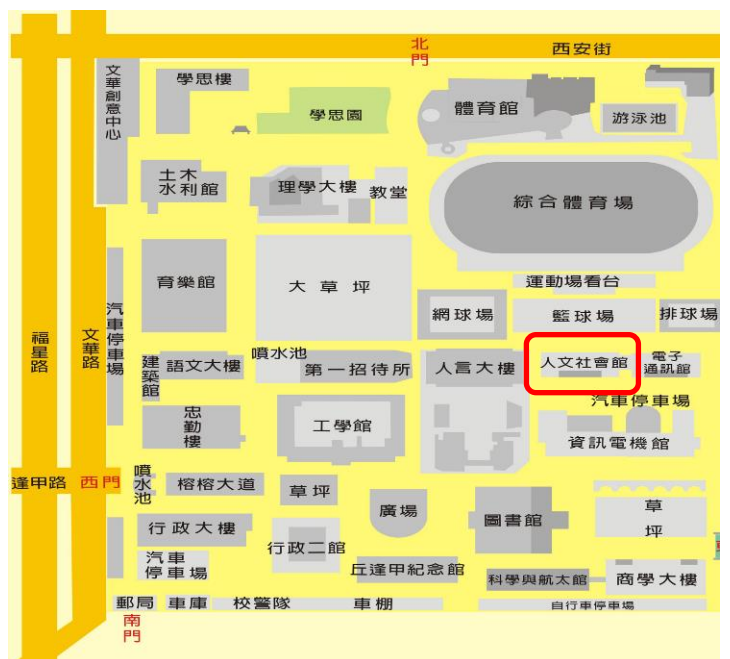 北門
西安街
文華創意中心
學思樓
學思園
體育館
游泳池
土木
水利館
理學大樓
教堂
綜合體育場
育樂館
大草坪
運動場看台
汽車停車場
網球場
籃球場
排球場
福星路
文華路
建築館
語文大樓
噴水池
第一招待所
人言大樓
人文社會館
電子
通訊館
汽車停車場
忠勤樓
工學館
資訊電機館
逢甲路
西門
噴水池
榕榕大道
草坪
廣場
圖書館
草坪
行政大樓
行政二館
汽車
停車場
丘逢甲紀念館
科學與航太館
商學大樓
郵局
車庫
校警隊
車棚
自行車停車場
南門